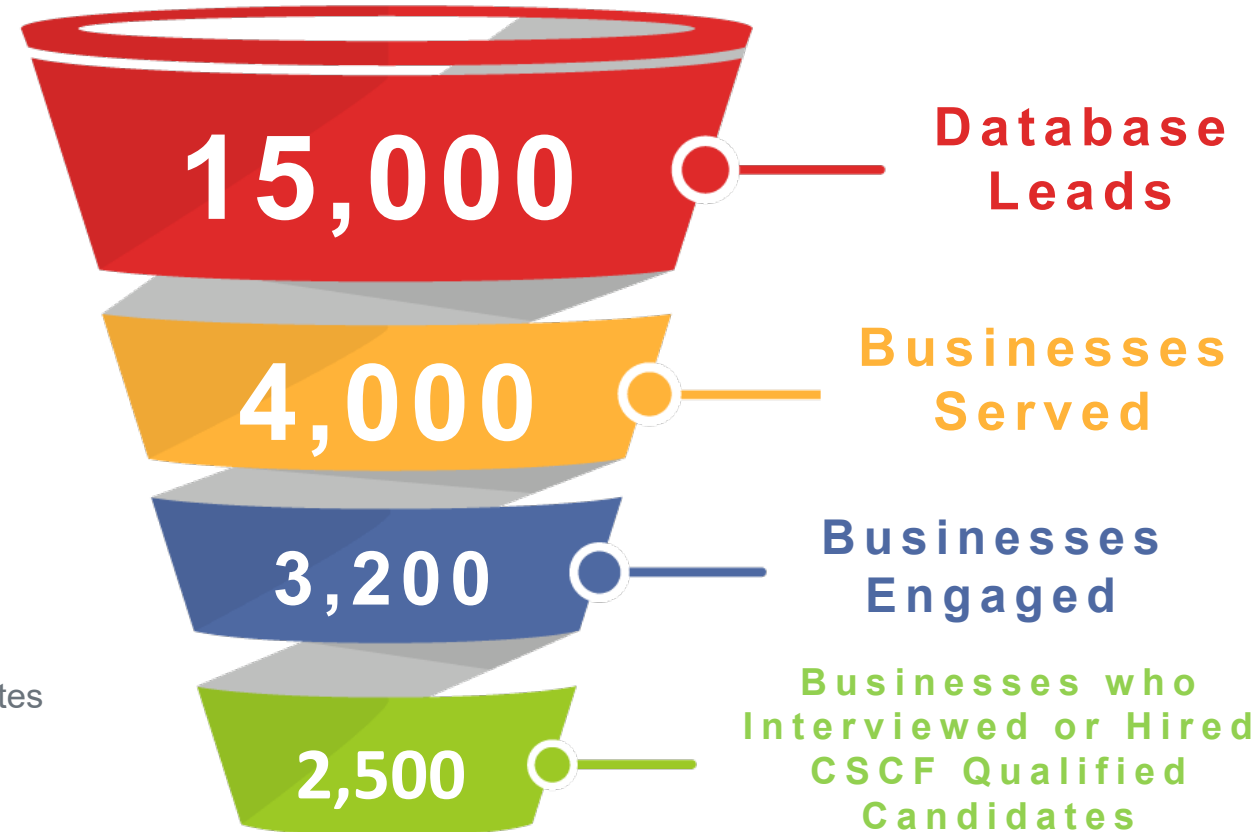 15,000
Database
Leads
4,000
Businesses
Served
3,200
Businesses
Engaged
tes
2,500
Businesses who
Interviewed or Hired
CSCF Qualified
Candidates